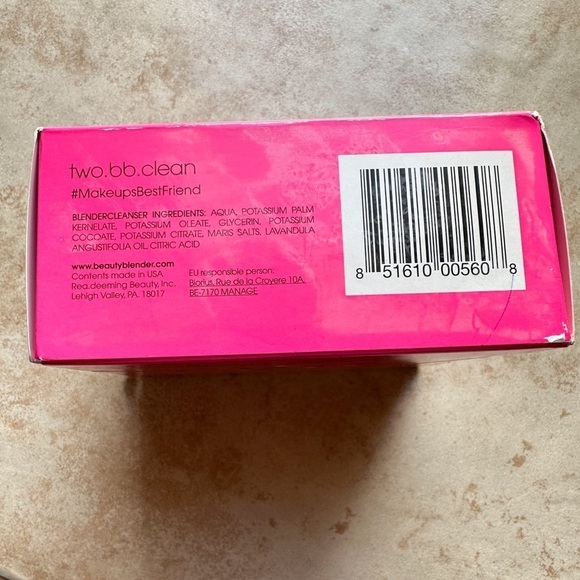 two.bb.clean
#MakeupsBestFriend
BLENDERCLEANSER INGREDIENTS: AQUA, POTASSIUM PALM
KERNELATE, POTASSIUM OLEATE, GLYCERIN, POTASSIUM
COCOATE, POTASSIUM CITRATE, MARIS SALTS, LAVANDULA
ANGUSTIFOLIA OIL, CITRIC ACID
www.beautyblender.com
Contents made in USA
Rea.deeming Beauty, Inc.
Lehigh Valley, PA. 18017
EU responsible person:
Biorius, Rue de la Croyere 10A,
BE-7170 MANAGE
8 51610 00560 8